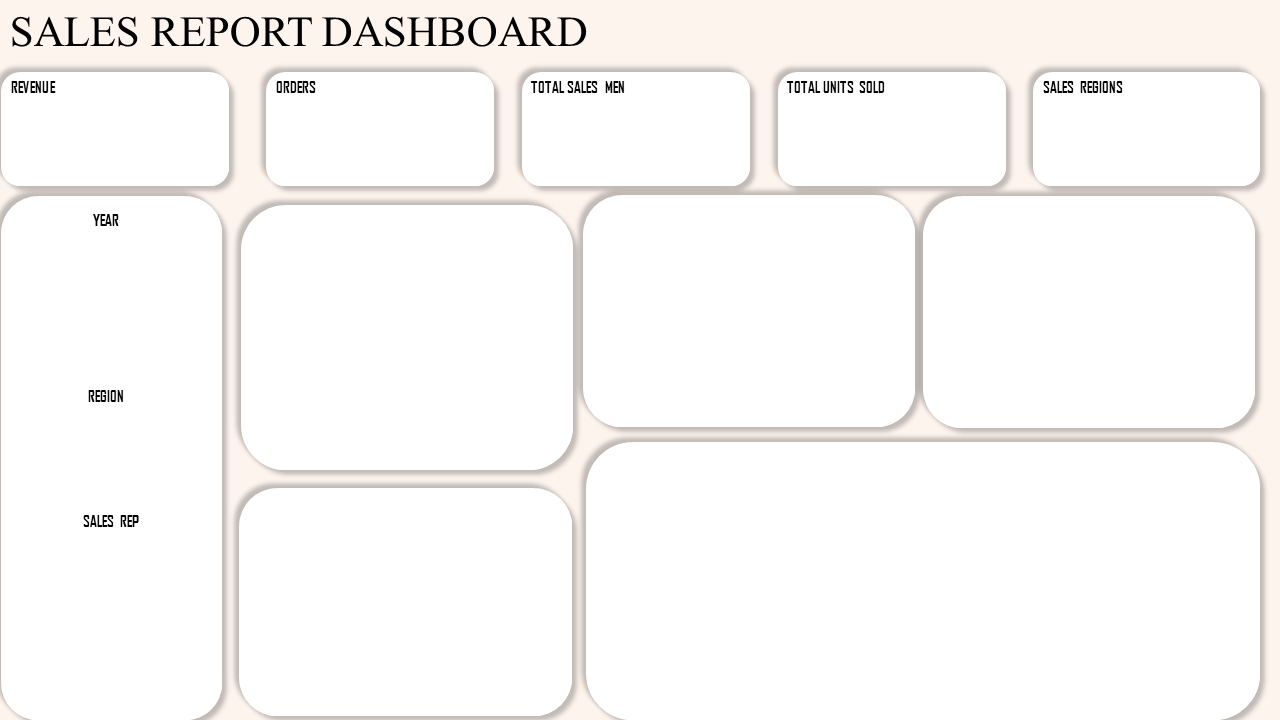 SALES REPORT DASHBOARD
REVENUE
ORDERS
TOTAL SALES MEN
TOTAL UNITS SOLD
SALES REGIONS
YEAR
REGION
SALES REP